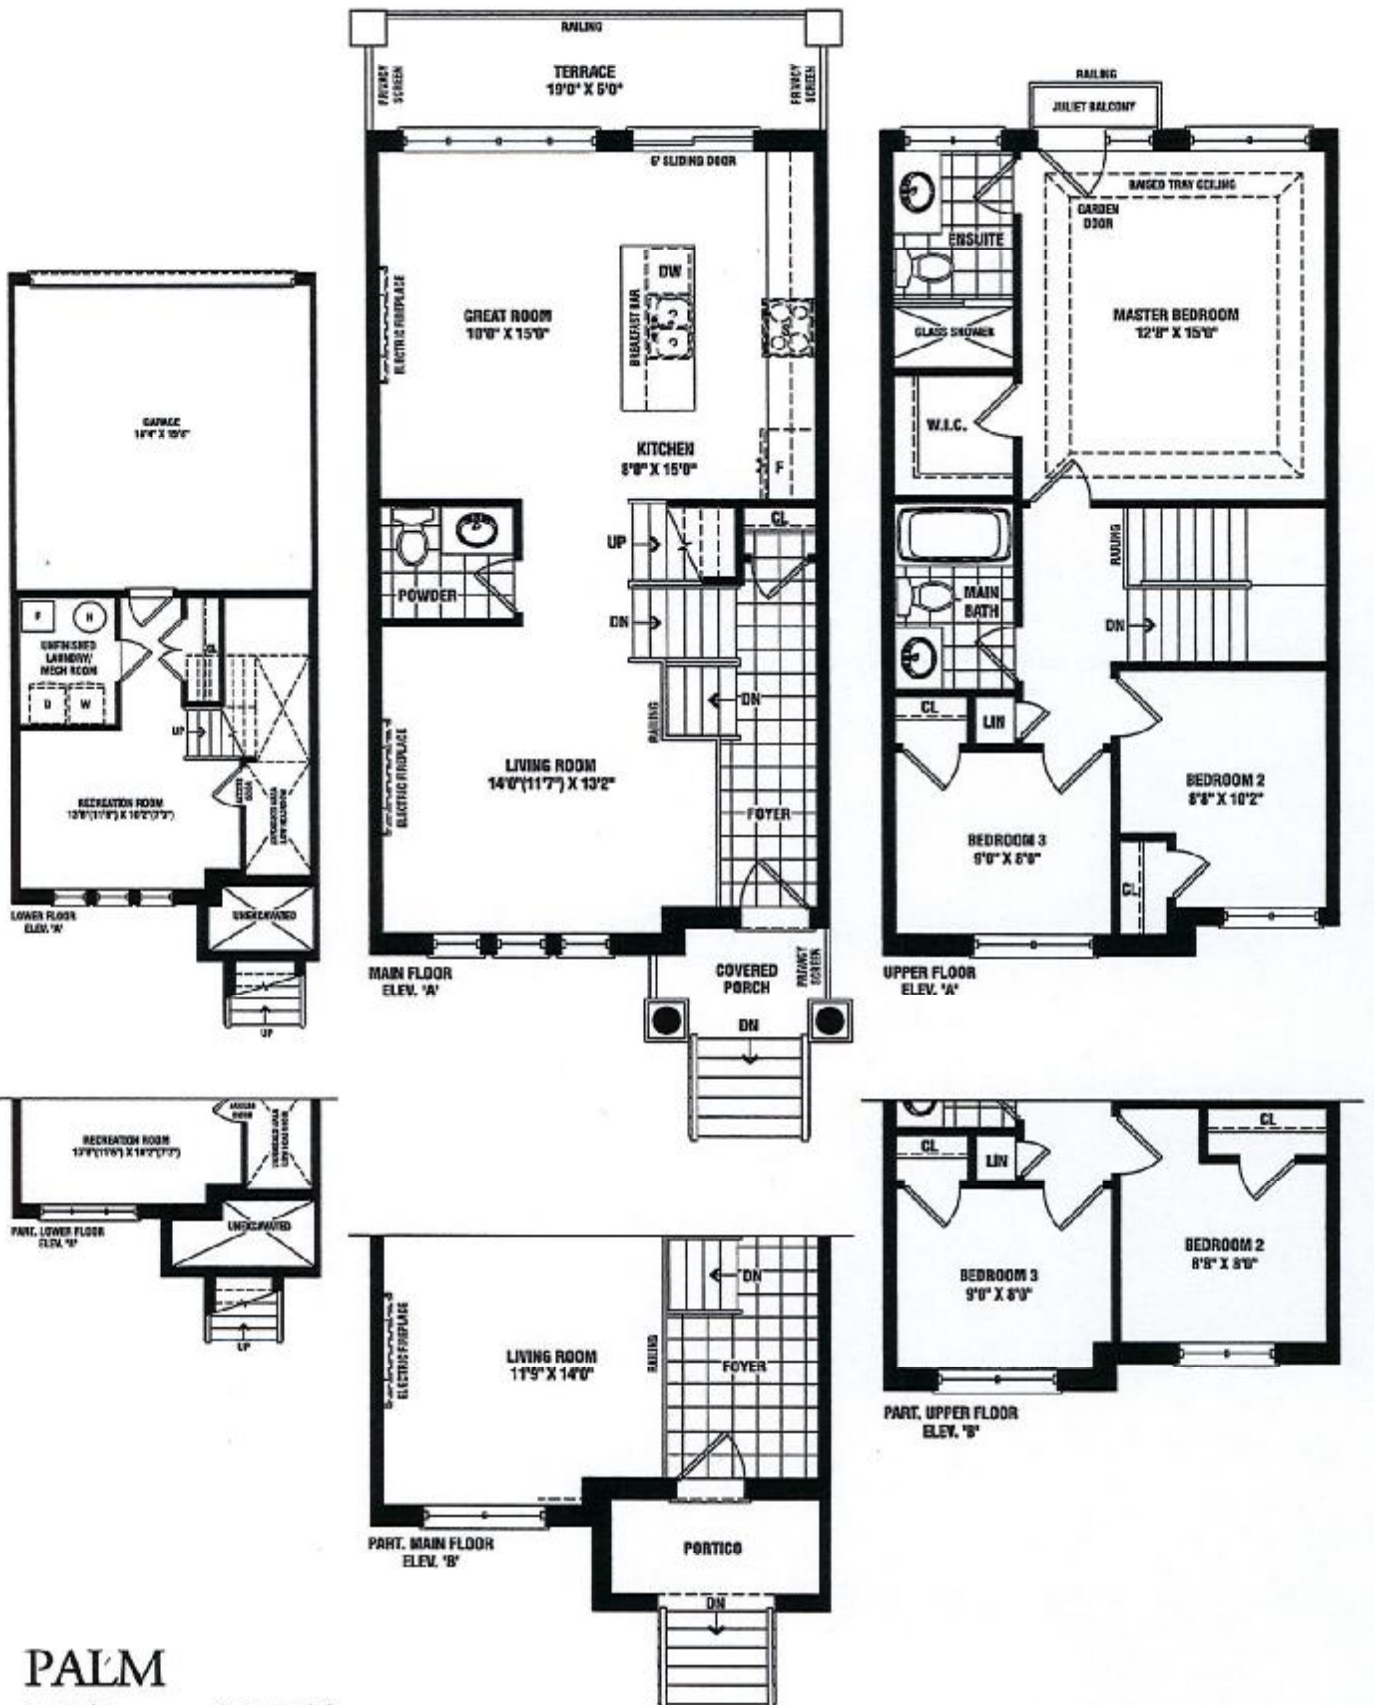 RAILING
TERRACE
19'0" X 5'0"
PRIVACY
SCREEN
PRIVACY
SCREEN
6' SLIDING DOOR
GREAT ROOM
10'0" X 15'0"
ELECTRIC FIREPLACE
BREAKFAST BAR
DW
KITCHEN
8'0" X 15'0"
F
CL
UP
POWDER
DN
DN
RAILING
LIVING ROOM
14'0"(11'7") X 13'2"
ELECTRIC FIREPLACE
FOYER
MAIN FLOOR
ELEV. 'A'
COVERED
PORCH
PRIVACY
SCREEN
DN
GARAGE
F
H
UNFINISHED
LAUNDRY/
MECH ROOM
D
W
CL
UP
RECREATION ROOM
ACCESS
DOOR
UNEXCAVATED
LOWER FLOOR
ELEV. 'A'
UP
RAILING
JULIET BALCONY
RAISED TRAY CEILING
GARDEN
DOOR
ENSUITE
GLASS SHOWER
MASTER BEDROOM
12'8" X 15'0"
W.I.C.
RAILING
MAIN
BATH
DN
CL
LIN
BEDROOM 2
8'8" X 10'2"
BEDROOM 3
9'0" X 8'0"
CL
UPPER FLOOR
ELEV. 'A'
ACCESS
DOOR
RECREATION ROOM
UNEXCAVATED
PART. LOWER FLOOR
ELEV. 'B'
UP
DN
RAILING
LIVING ROOM
11'9" X 14'0"
ELECTRIC FIREPLACE
FOYER
PART. MAIN FLOOR
ELEV. 'B'
PORTICO
DN
CL
LIN
CL
BEDROOM 2
8'8" X 8'0"
BEDROOM 3
9'0" X 8'0"
PART. UPPER FLOOR
ELEV. 'B'
PALM